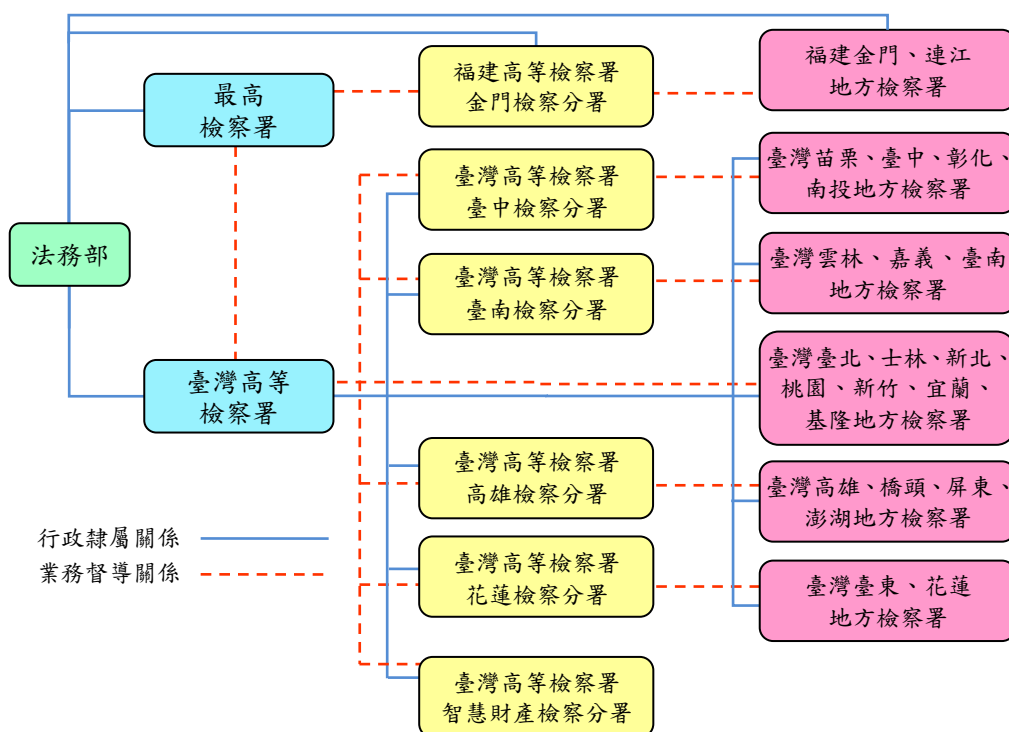 福建高等檢察署
金門檢察分署
福建金門、連江
地方檢察署
最高
檢察署
臺灣高等檢察署
臺中檢察分署
臺灣苗栗、臺中、彰化、
南投地方檢察署
法務部
臺灣高等檢察署
臺南檢察分署
臺灣雲林、嘉義、臺南
地方檢察署
臺灣高等
檢察署
臺灣臺北、士林、新北、
桃園、新竹、宜蘭、
基隆地方檢察署
臺灣高等檢察署
高雄檢察分署
臺灣高雄、橋頭、屏東、
澎湖地方檢察署
行政隸屬關係
業務督導關係
臺灣高等檢察署
花蓮檢察分署
臺灣臺東、花蓮
地方檢察署
臺灣高等檢察署
智慧財產檢察分署